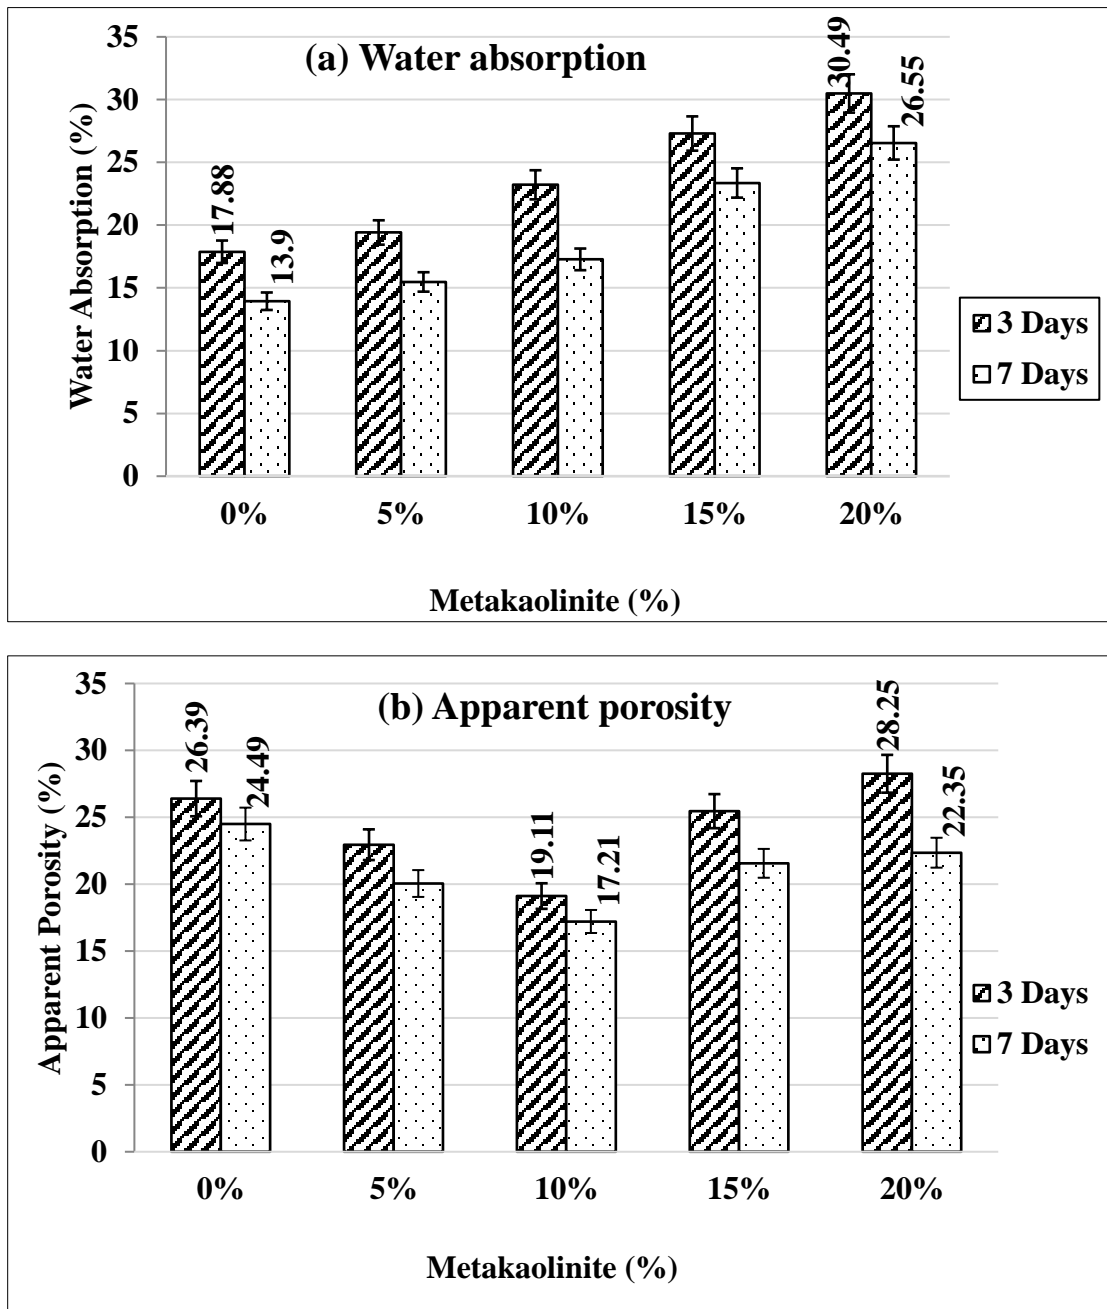 (a) Water absorption
Water Absorption (%)
35
30
25
20
15
10
5
0
17.88
13.9
30.49
26.55
0% 5% 10% 15% 20%
Metakaolinite (%)
3 Days
7 Days
(b) Apparent porosity
Apparent Porosity (%)
35
30
25
20
15
10
5
0
26.39
24.49
19.11
17.21
28.25
22.35
0% 5% 10% 15% 20%
Metakaolinite (%)
3 Days
7 Days